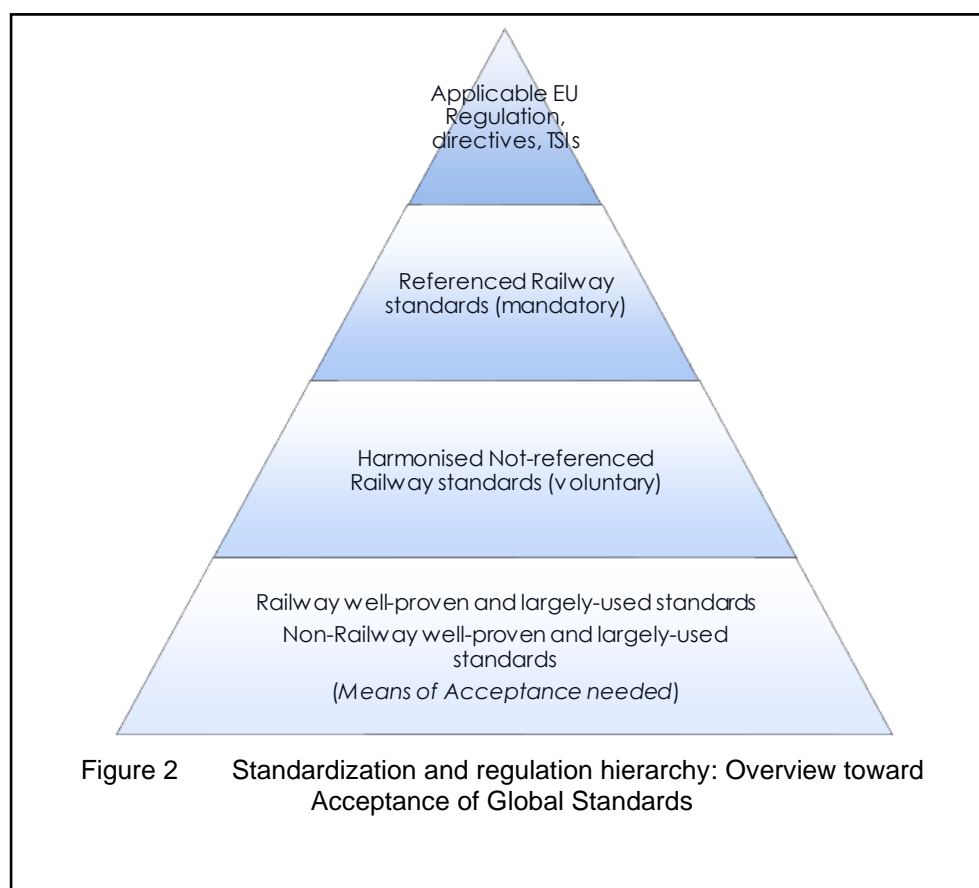 Applicable EU
Regulation,
directives, TSIs
Referenced Railway
standards (mandatory)
Harmonised Not-referenced
Railway standards (voluntary)
Railway well-proven and largely-used standards
Non-Railway well-proven and largely-used
standards
(Means of Acceptance needed)
Figure 2 Standardization and regulation hierarchy: Overview toward
Acceptance of Global Standards